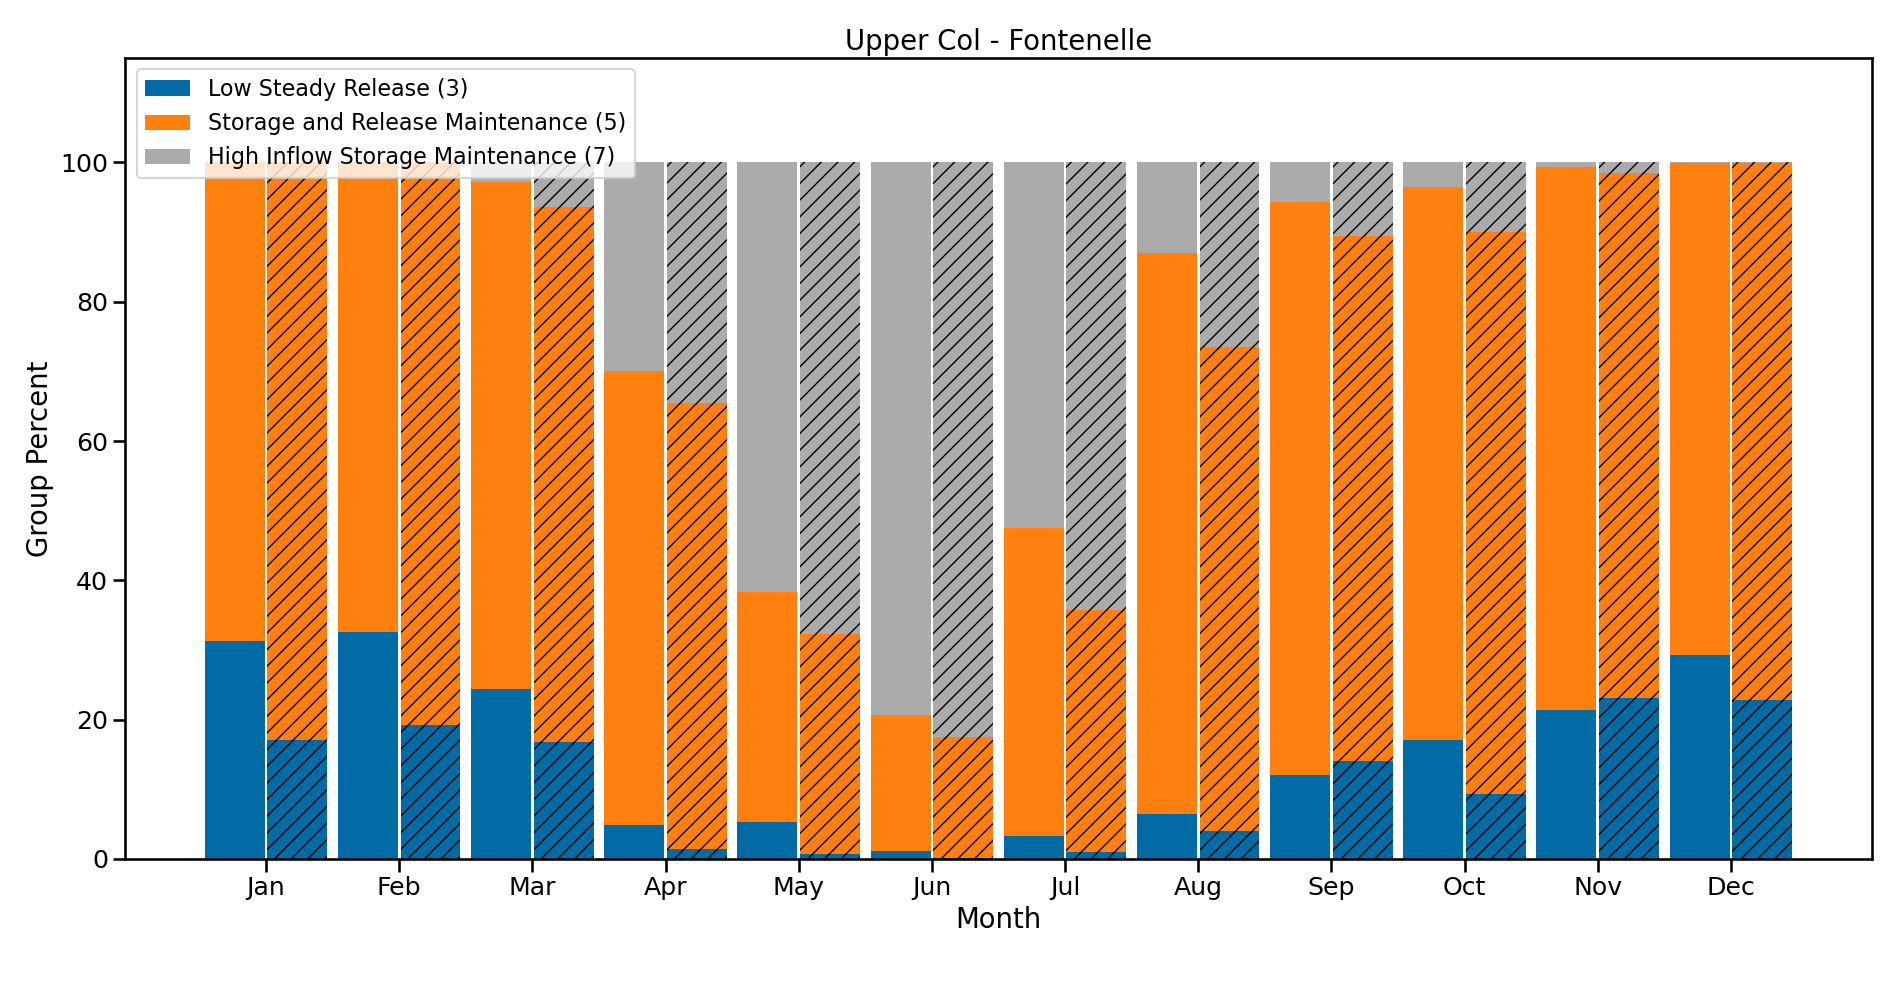 Upper Col - Fontenelle
Low Steady Release (3)
Storage and Release Maintenance (5)
High Inflow Storage Maintenance (7)
Group Percent
100
80
60
40
20
0
Jan Feb Mar Apr May Jun Jul Aug Sep Oct Nov Dec
Month